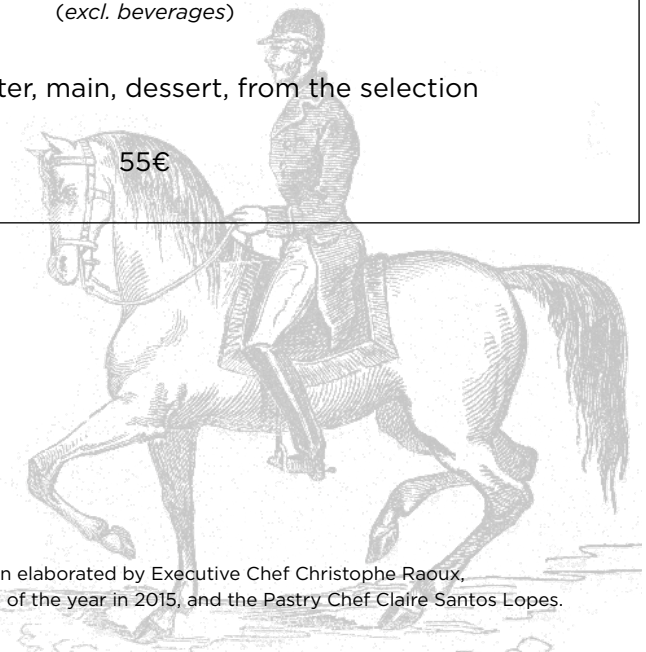 (excl. beverages)
ter, main, dessert, from the selection
55€
n elaborated by Executive Chef Christophe Raoux,
of the year in 2015, and the Pastry Chef Claire Santos Lopes.